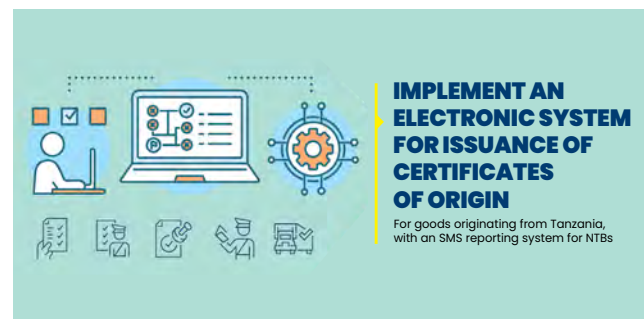 IMPLEMENT AN
ELECTRONIC SYSTEM
FOR ISSUANCE OF
CERTIFICATES
OF ORIGIN
For goods originating from Tanzania,
with an SMS reporting system for NTBs